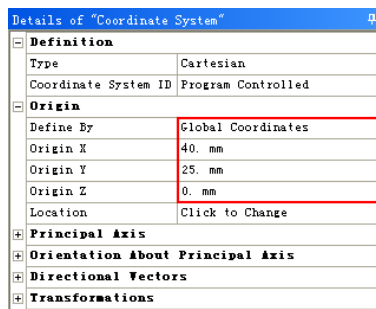 Details of "Coordinate System"
Definition
Type Cartesian
Coordinate System ID Program Controlled
Origin
Define By Global Coordinates
Origin X 40. mm
Origin Y 25. mm
Origin Z 0. mm
Location Click to Change
Principal Axis
Orientation About Principal Axis
Directional Vectors
Transformations